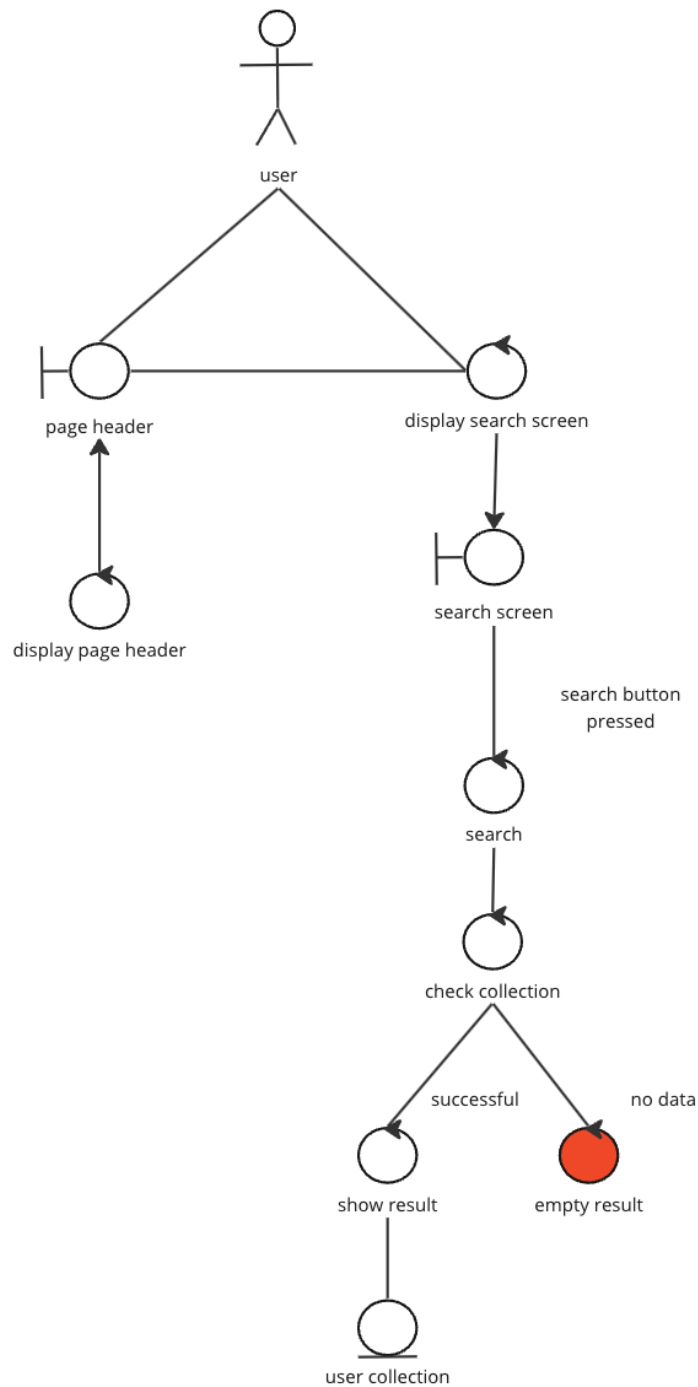 user
page header
display search screen
search screen
display page header
search button
pressed
search
check collection
successful
no data
show result
empty result
user collection